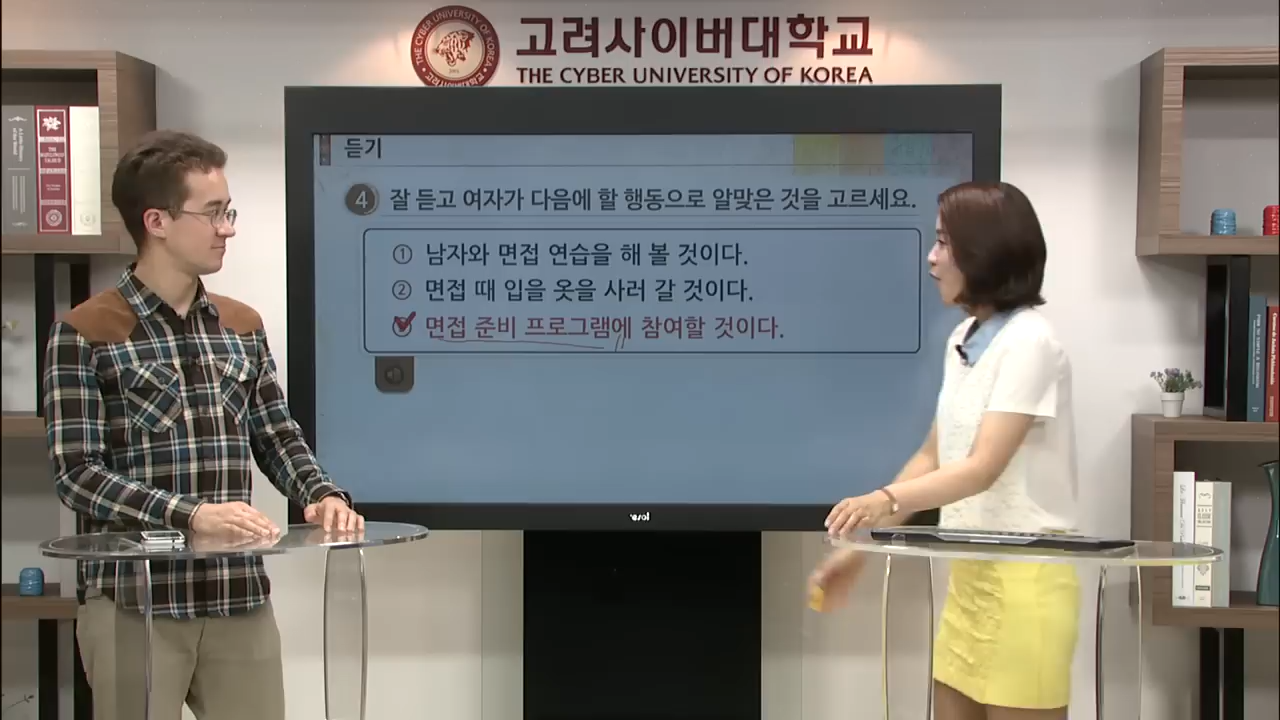 고려사이버대학교
THE CYBER UNIVERSITY OF KOREA
듣기
4 잘 듣고 여자가 다음에 할 행동으로 알맞은 것을 고르세요.
① 남자와 면접 연습을 해 볼 것이다.
② 면접 때 입을 옷을 사러 갈 것이다.
면접 준비 프로그램에 참여할 것이다.